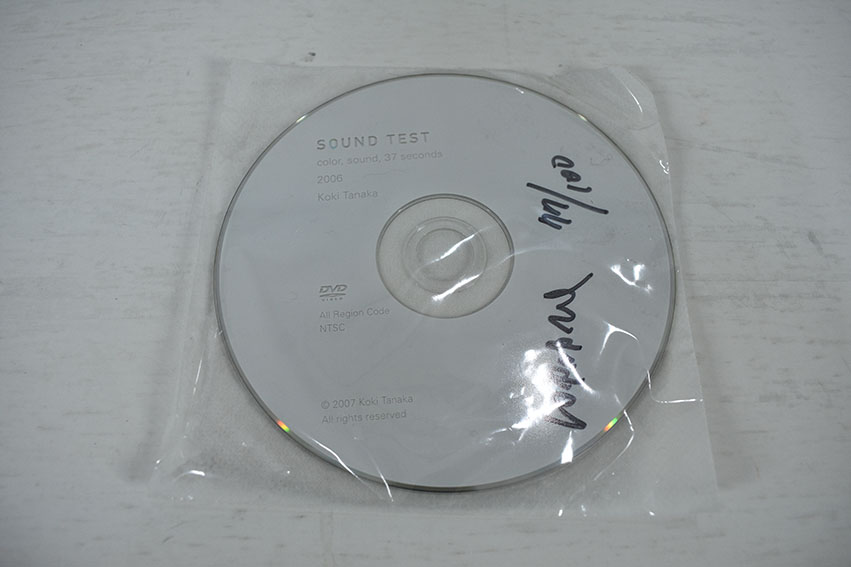 SOUND TEST
color, sound, 37 seconds
2006
Koki Tanaka
DVD
VIDEO
All Region Code
NTSC
© 2007 Koki Tanaka
All rights reserved